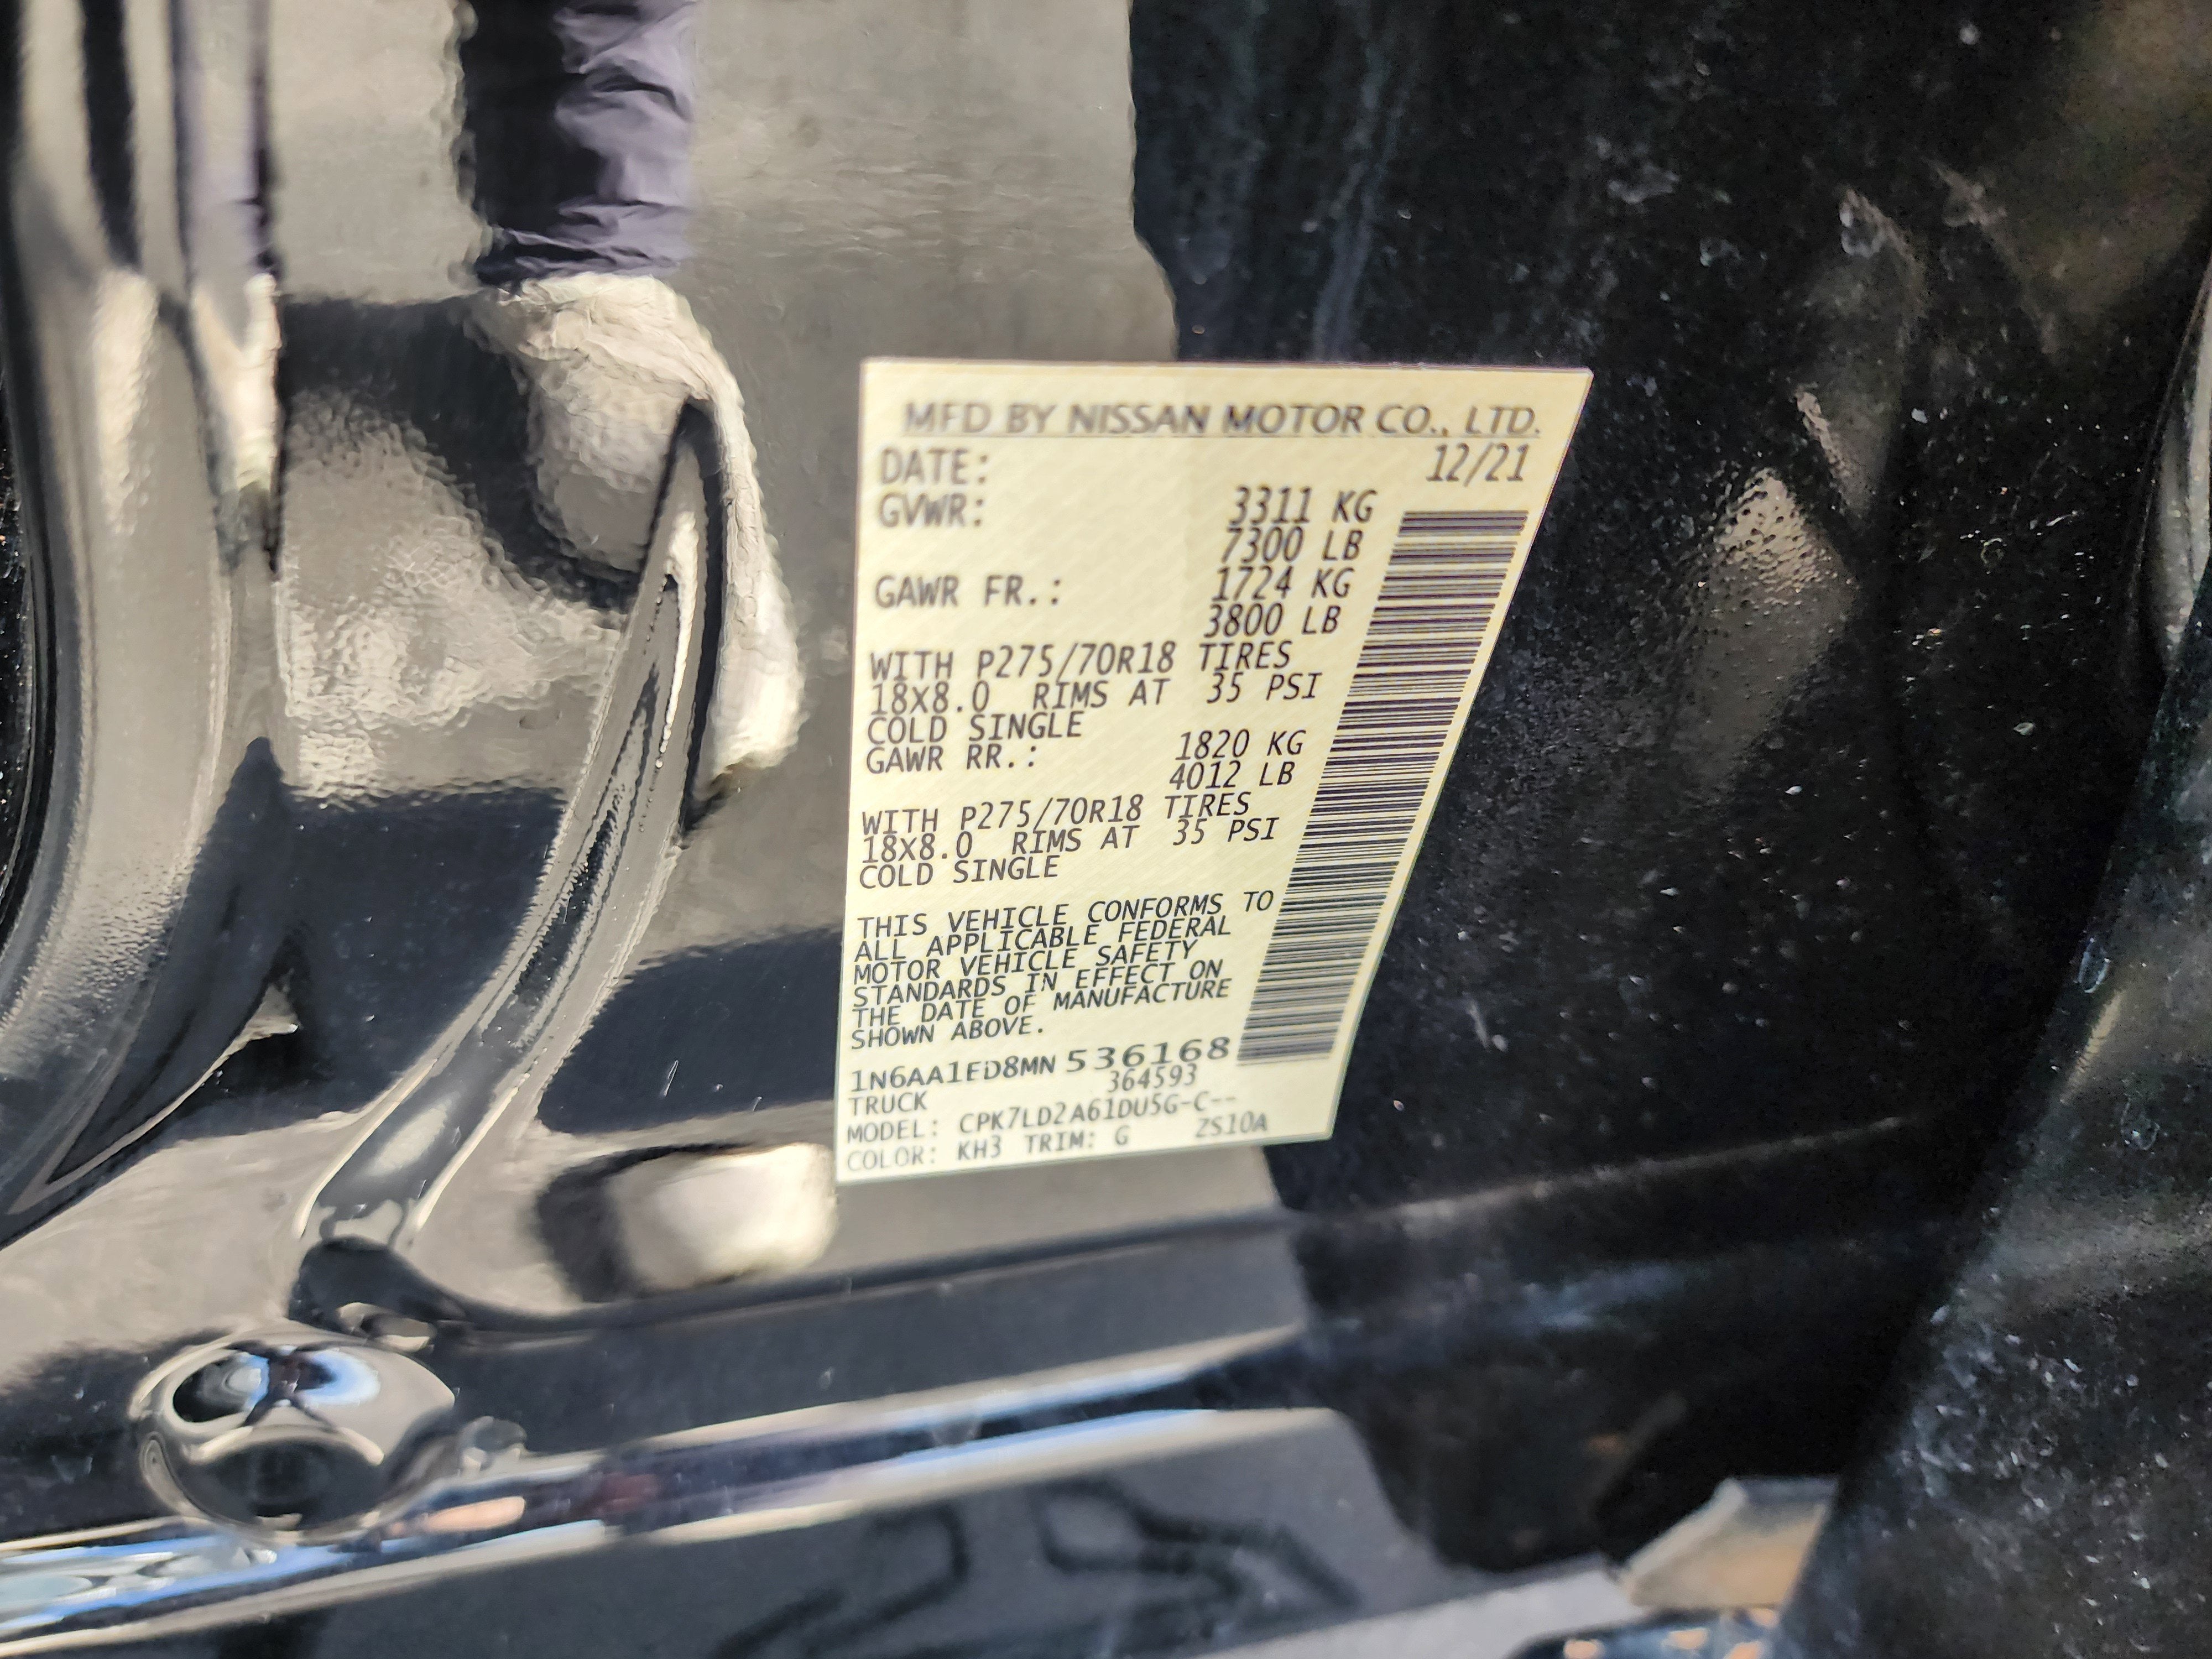 MFD BY NISSAN MOTOR CO., LTD.
DATE: 12/21
GVWR: 3311 KG
7300 LB
GAWR FR.: 1724 KG
3800 LB
WITH P275/70R18 TIRES
18X8.0 RIMS AT 35 PSI
COLD SINGLE
GAWR RR.: 1820 KG
4012 LB
WITH P275/70R18 TIRES
18X8.0 RIMS AT 35 PSI
COLD SINGLE
THIS VEHICLE CONFORMS TO
ALL APPLICABLE FEDERAL
MOTOR VEHICLE SAFETY
STANDARDS IN EFFECT ON
THE DATE OF MANUFACTURE
SHOWN ABOVE.
1N6AA1ED8MN 536168
TRUCK 364593
MODEL: CPK7LD2A61DU5G-C--
COLOR: KH3 TRIM: G ZS10A